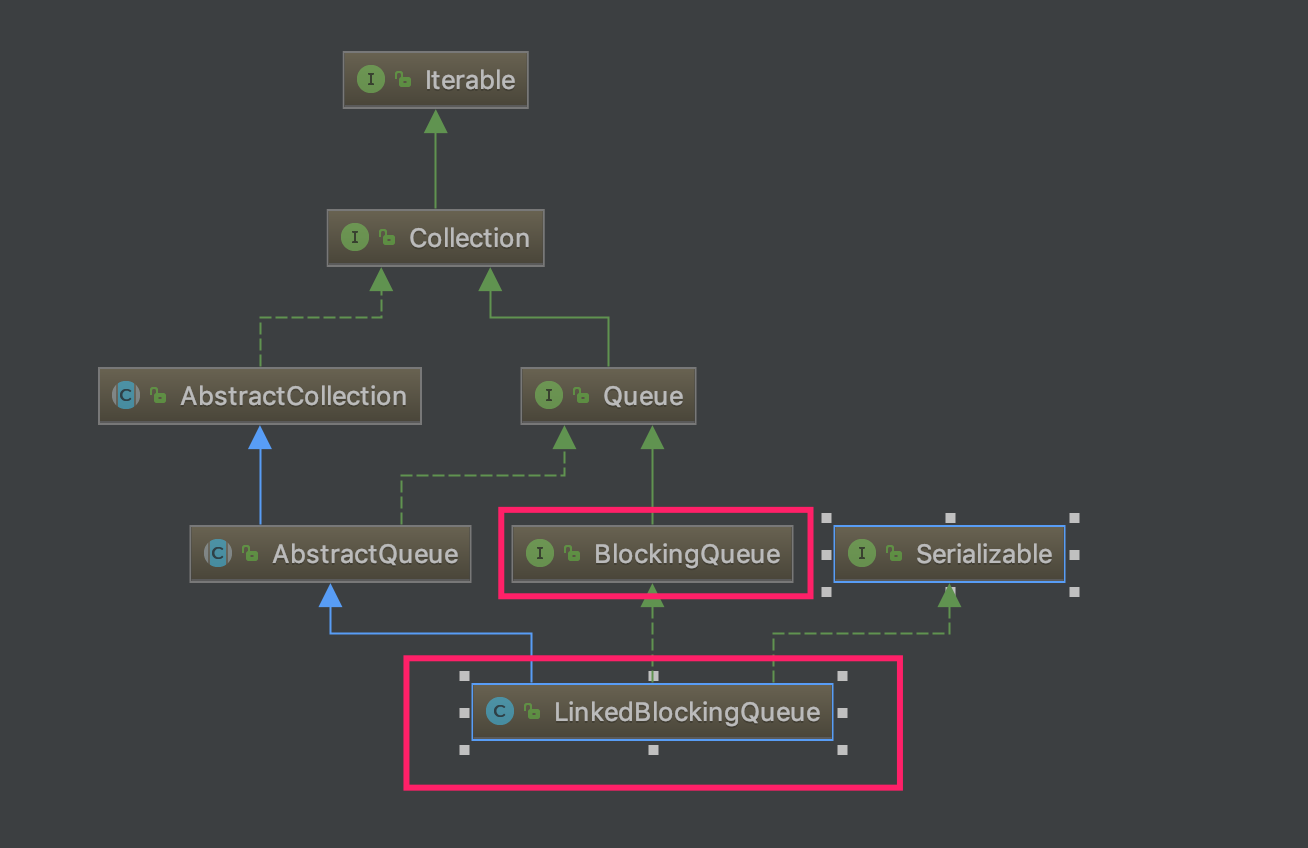 I Iterable
I Collection
C AbstractCollection
I Queue
C AbstractQueue
I BlockingQueue
I Serializable
C LinkedBlockingQueue